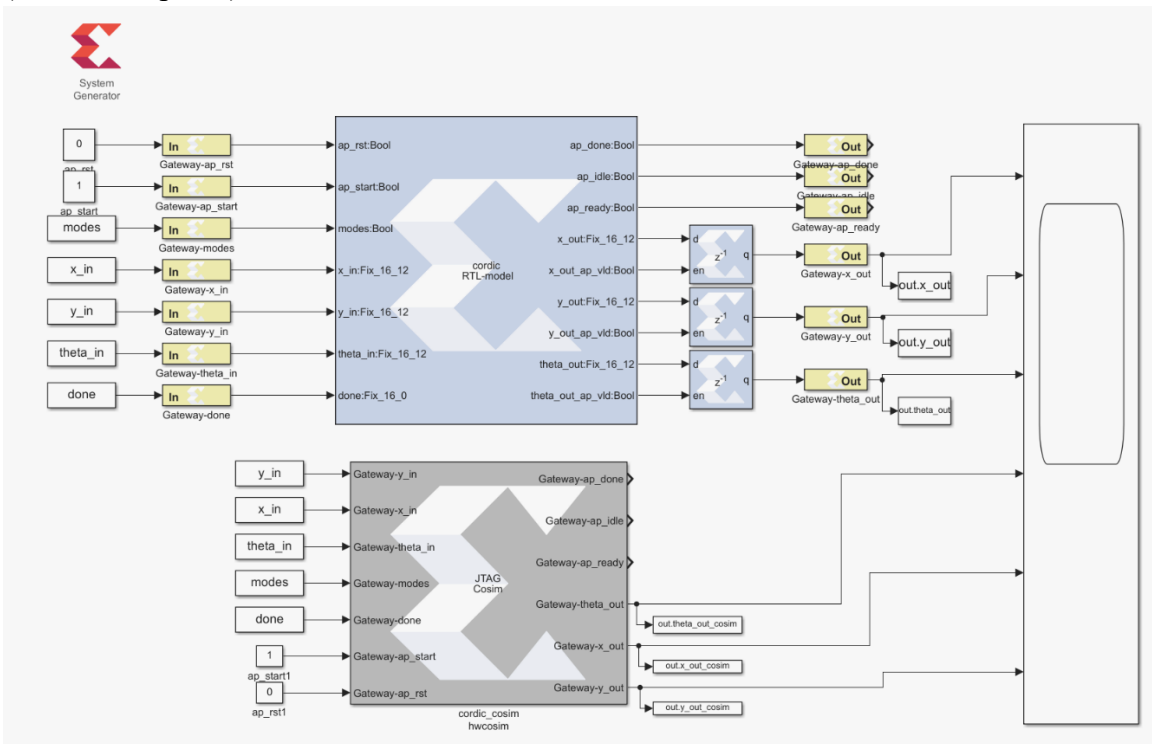 System
Generator
0
ap_rst
In
Gateway-ap_rst
1
ap_start
In
Gateway-ap_start
modes
In
Gateway-modes
x_in
In
Gateway-x_in
y_in
In
Gateway-y_in
theta_in
In
Gateway-theta_in
done
In
Gateway-done
ap_rst:Bool
ap_start:Bool
modes:Bool
x_in:Fix_16_12
y_in:Fix_16_12
theta_in:Fix_16_12
done:Fix_16_0
cordic
RTL-model
ap_done:Bool
ap_idle:Bool
ap_ready:Bool
x_out:Fix_16_12
x_out_ap_vld:Bool
y_out:Fix_16_12
y_out_ap_vld:Bool
theta_out:Fix_16_12
theta_out_ap_vld:Bool
d
en
z-1
q
d
en
z-1
q
d
en
z-1
q
Out
Gateway-ap_done
Out
Gateway-ap_idle
Out
Gateway-ap_ready
Out
Gateway-x_out
out.x_out
Out
Gateway-y_out
out.y_out
Out
Gateway-theta_out
out.theta_out
y_in
x_in
theta_in
modes
done
1
ap_start1
0
ap_rst1
Gateway-y_in
Gateway-x_in
Gateway-theta_in
Gateway-modes
Gateway-done
Gateway-ap_start
Gateway-ap_rst
JTAG
Cosim
Gateway-ap_done
Gateway-ap_idle
Gateway-ap_ready
Gateway-theta_out
Gateway-x_out
Gateway-y_out
cordic_cosim
hwcosim
out.theta_out_cosim
out.x_out_cosim
out.y_out_cosim